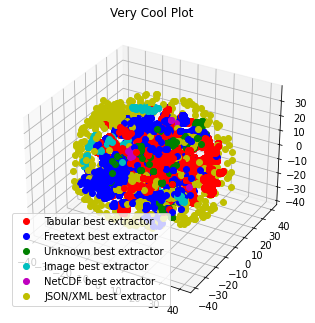 Very Cool Plot
30
20
10
0
−10
−20
−30
−40
40
30
20
10
0
−10
−20
−30
−40
−40
30
40
Tabular best extractor
Freetext best extractor
Unknown best extractor
Image best extractor
NetCDF best extractor
JSON/XML best extractor